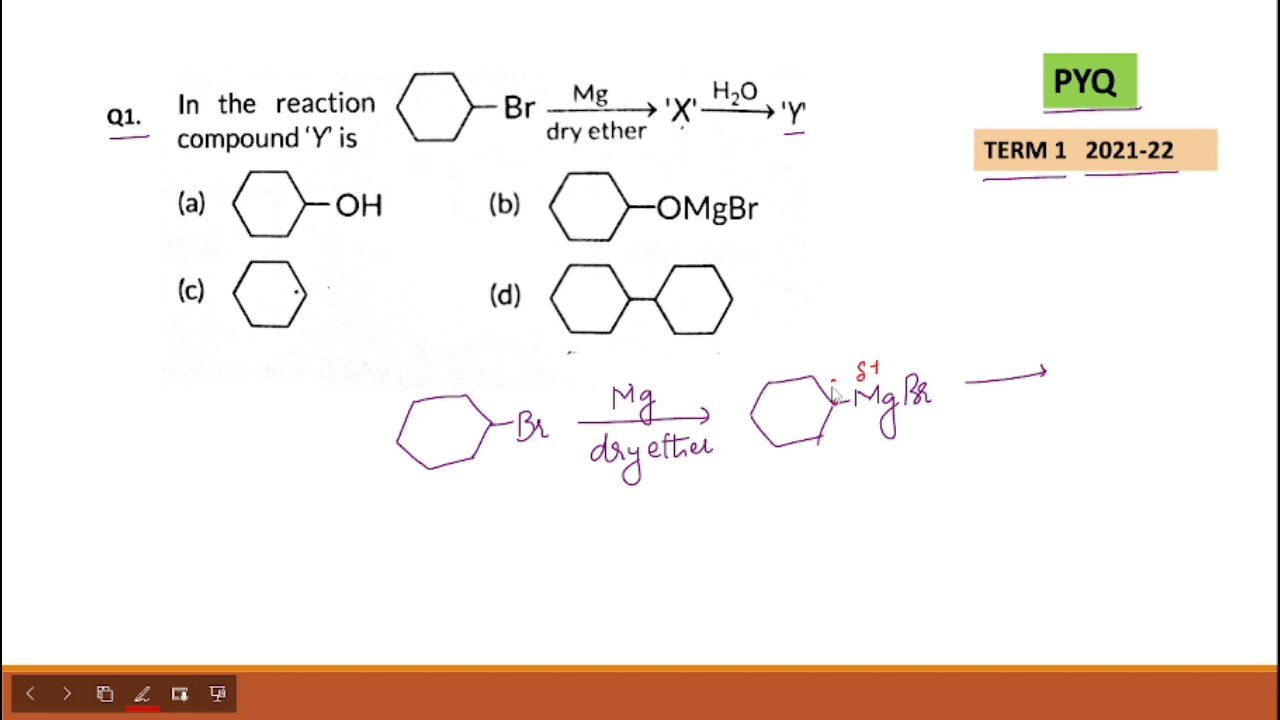 PYQ
TERM 1 2021-22
Q1. In the reaction compound 'Y' is
Br Mg dry ether 'X' H₂O 'Y'
(a) OH
(b) OMgBr
(c)
(d)
Br Mg dry ether δ+ MgBr